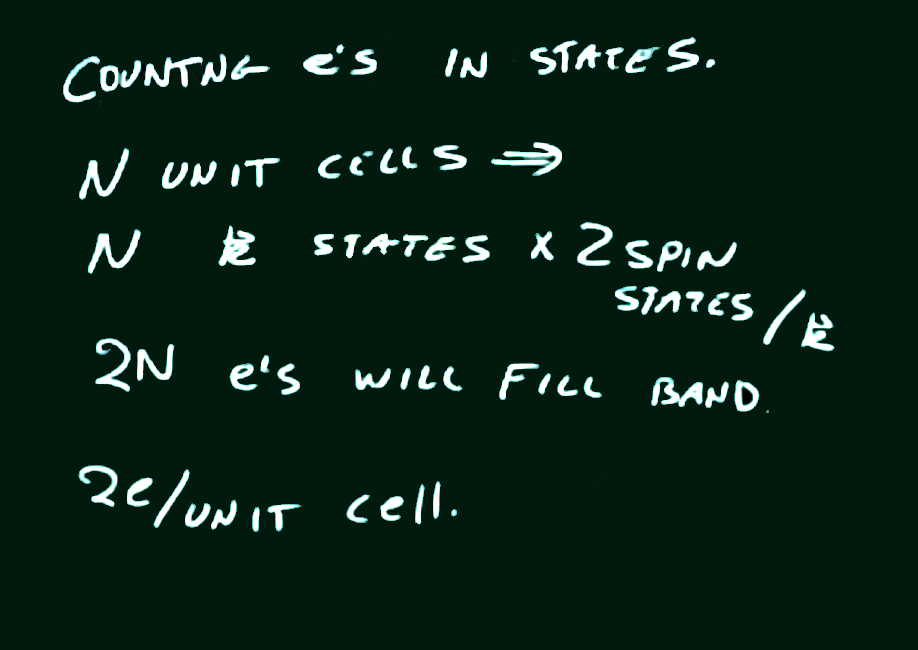 COUNTNG e's IN STATES.
N UNIT CELLS ⇒
N k STATES x 2 SPIN
STATES / k
2N e's WILL FILL BAND.
2e/UNIT cell.